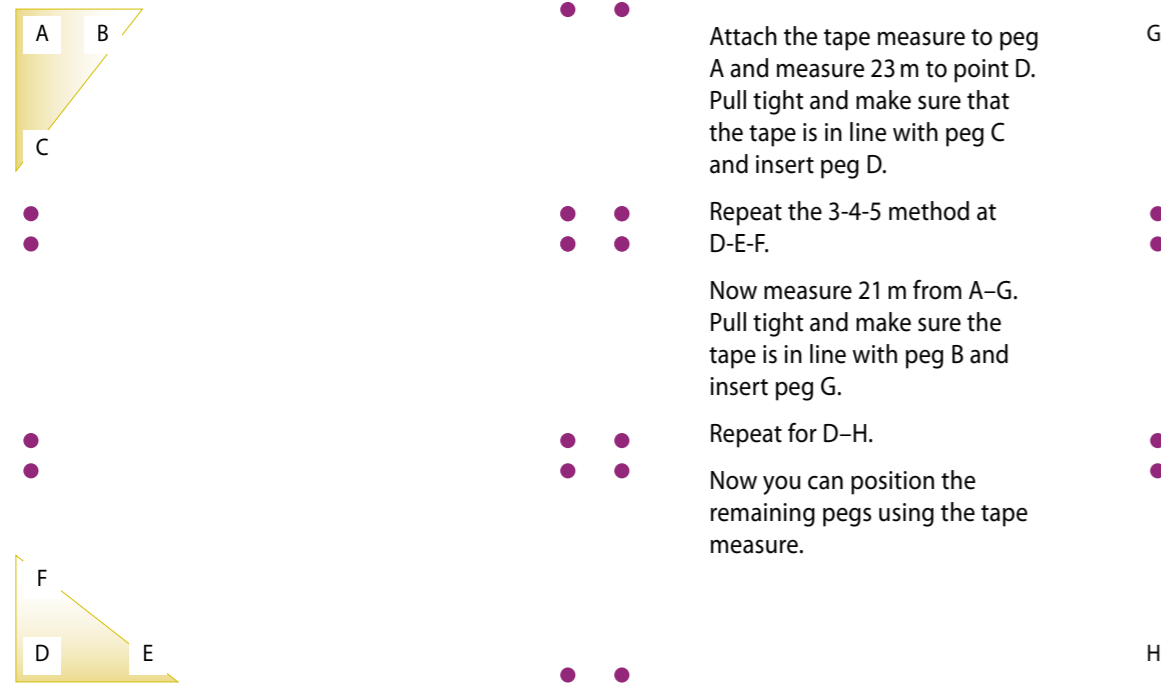 A B
C
Attach the tape measure to peg
A and measure 23 m to point D.
Pull tight and make sure that
the tape is in line with peg C
and insert peg D.
Repeat the 3-4-5 method at
D-E-F.
Now measure 21 m from A–G.
Pull tight and make sure the
tape is in line with peg B and
insert peg G.
Repeat for D–H.
Now you can position the
remaining pegs using the tape
measure.
G
F
D E
H